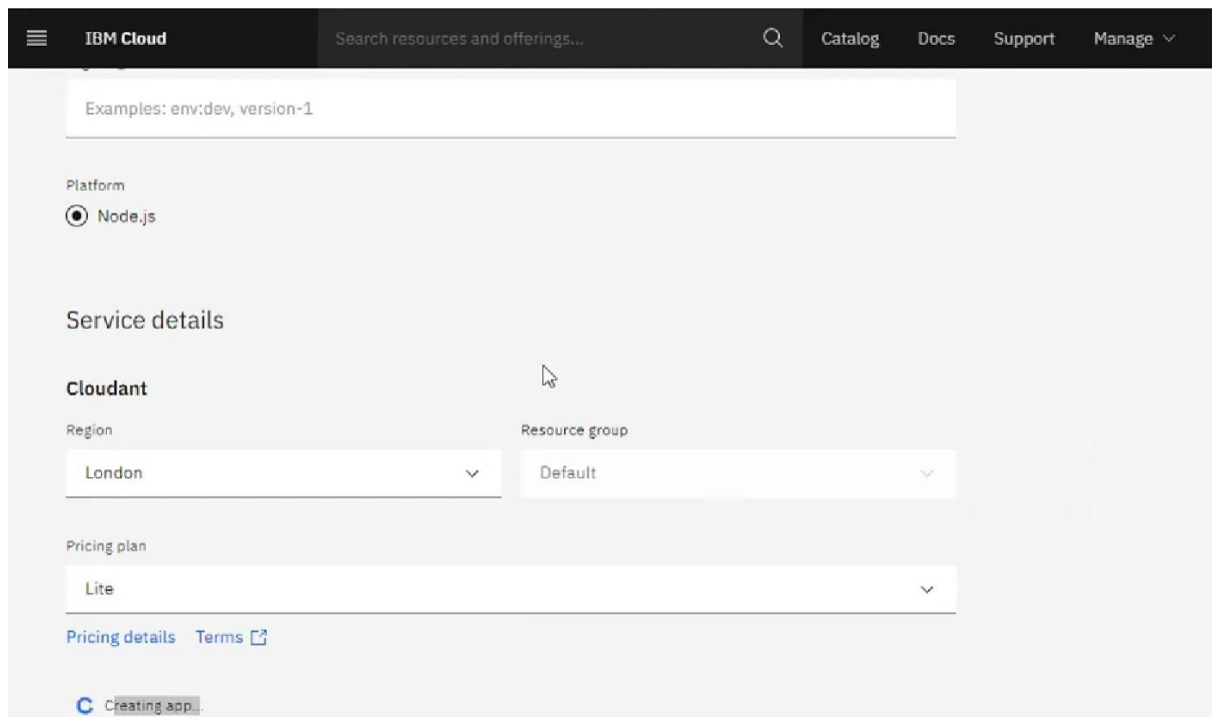 IBM Cloud Search resources and offerings... Catalog Docs Support Manage
Examples: env:dev, version-1
Platform
Node.js
Service details
Cloudant
Region Resource group
London Default
Pricing plan
Lite
Pricing details Terms
Creating app...